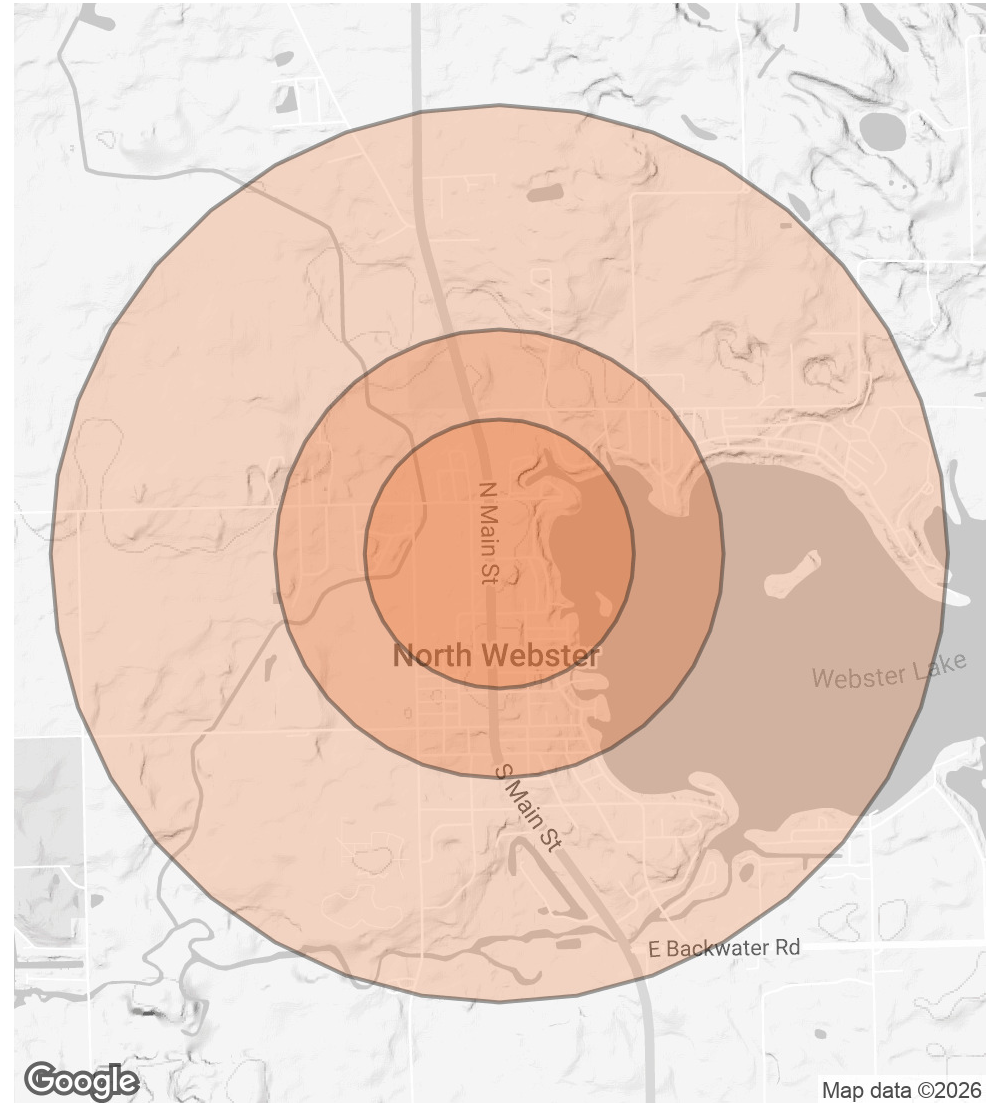 N Main St
North Webster
Webster Lake
S Main St
E Backwater Rd
Google
Map data ©2026